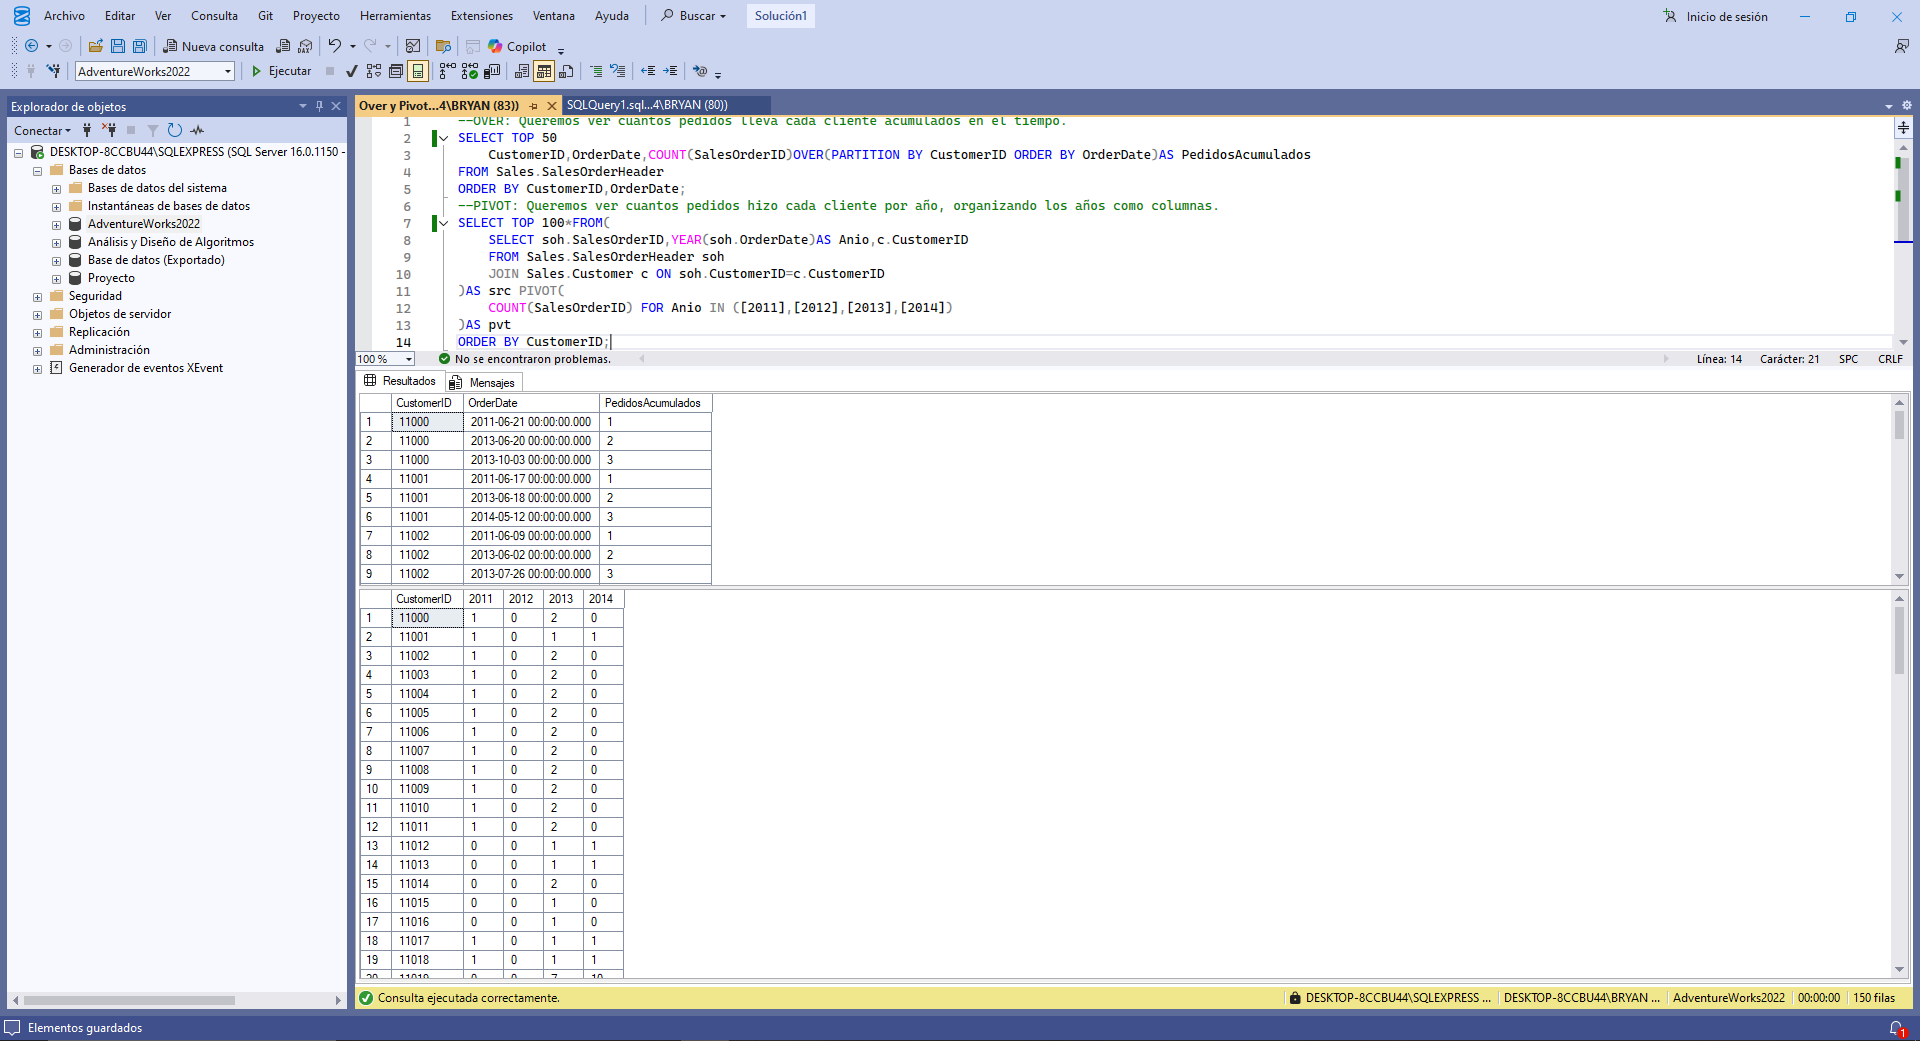 Archivo Editar Ver Consulta Git Proyecto Herramientas Extensiones Ventana Ayuda Buscar Solución1 Inicio de sesión
Nueva consulta DAX Copilot
AdventureWorks2022 Ejecutar
Explorador de objetos
Conectar
DESKTOP-8CCBU44\SQLEXPRESS (SQL Server 16.0.1150 -
Bases de datos
Bases de datos del sistema
Instantáneas de bases de datos
AdventureWorks2022
Análisis y Diseño de Algoritmos
Base de datos (Exportado)
Proyecto
Seguridad
Objetos de servidor
Replicación
Administración
Generador de eventos XEvent
Over y Pivot...4\BRYAN (83)) SQLQuery1.sql...4\BRYAN (80))
1 --OVER: Queremos ver cuantos pedidos lleva cada cliente acumulados en el tiempo.
2 SELECT TOP 50
3 CustomerID,OrderDate,COUNT(SalesOrderID)OVER(PARTITION BY CustomerID ORDER BY OrderDate)AS PedidosAcumulados
4 FROM Sales.SalesOrderHeader
5 ORDER BY CustomerID,OrderDate;
6 --PIVOT: Queremos ver cuantos pedidos hizo cada cliente por año, organizando los años como columnas.
7 SELECT TOP 100*FROM(
8 SELECT soh.SalesOrderID,YEAR(soh.OrderDate)AS Anio,c.CustomerID
9 FROM Sales.SalesOrderHeader soh
10 JOIN Sales.Customer c ON soh.CustomerID=c.CustomerID
11 )AS src PIVOT(
12 COUNT(SalesOrderID) FOR Anio IN ([2011],[2012],[2013],[2014])
13 )AS pvt
14 ORDER BY CustomerID;
100 % No se encontraron problemas. Línea: 14 Carácter: 21 SPC CRLF
Resultados Mensajes
CustomerID OrderDate PedidosAcumulados
1 11000 2011-06-21 00:00:00.000 1
2 11000 2013-06-20 00:00:00.000 2
3 11000 2013-10-03 00:00:00.000 3
4 11001 2011-06-17 00:00:00.000 1
5 11001 2013-06-18 00:00:00.000 2
6 11001 2014-05-12 00:00:00.000 3
7 11002 2011-06-09 00:00:00.000 1
8 11002 2013-06-02 00:00:00.000 2
9 11002 2013-07-26 00:00:00.000 3
CustomerID 2011 2012 2013 2014
1 11000 1 0 2 0
2 11001 1 0 1 1
3 11002 1 0 2 0
4 11003 1 0 2 0
5 11004 1 0 2 0
6 11005 1 0 2 0
7 11006 1 0 2 0
8 11007 1 0 2 0
9 11008 1 0 2 0
10 11009 1 0 2 0
11 11010 1 0 2 0
12 11011 1 0 2 0
13 11012 0 0 1 1
14 11013 0 0 1 1
15 11014 0 0 2 0
16 11015 0 0 1 0
17 11016 0 0 1 0
18 11017 1 0 1 1
19 11018 1 0 1 1
20 11019 0 0 7 10
Consulta ejecutada correctamente. DESKTOP-8CCBU44\SQLEXPRESS ... DESKTOP-8CCBU44\BRYAN ... AdventureWorks2022 00:00:00 150 filas
Elementos guardados 1